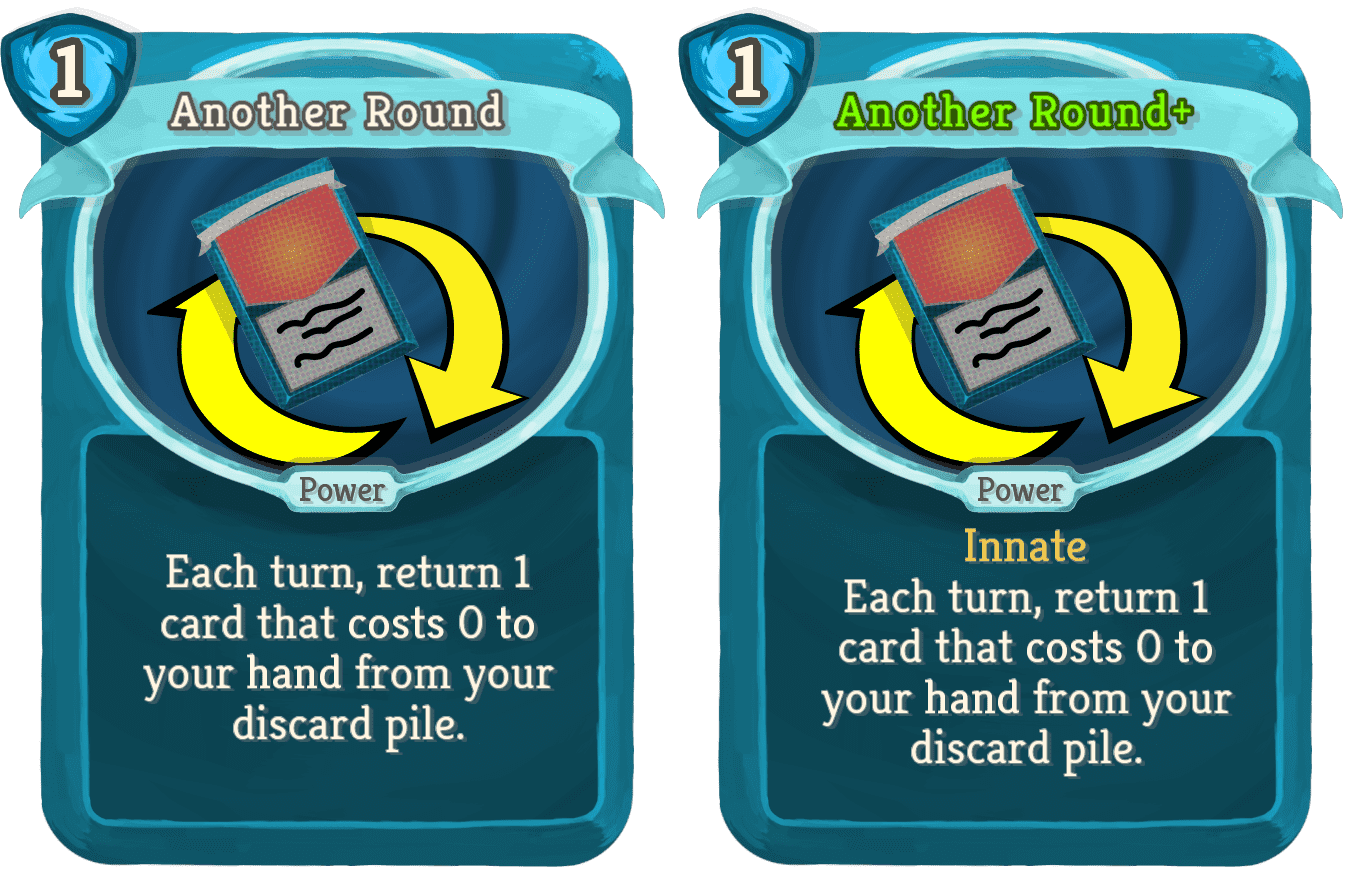 1
Another Round
Power
Each turn, return 1
card that costs 0 to
your hand from your
discard pile.
1
Another Round+
Power
Innate
Each turn, return 1
card that costs 0 to
your hand from your
discard pile.